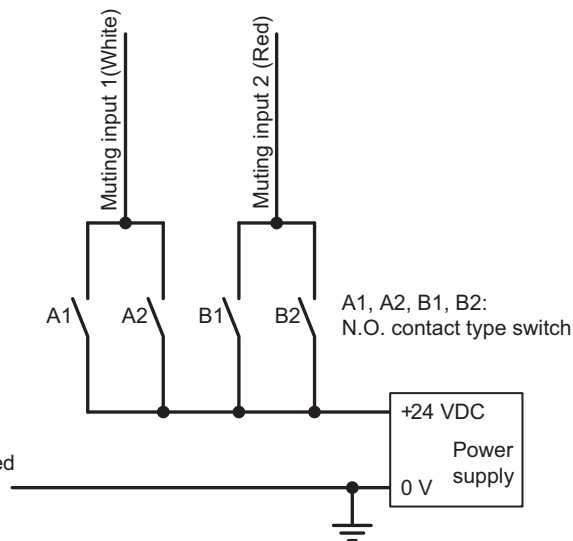 Muting input 1(White)
Muting input 2 (Red)
A1
A2
B1
B2
A1, A2, B1, B2:
N.O. contact type switch
+24 VDC
Power
supply
0 V